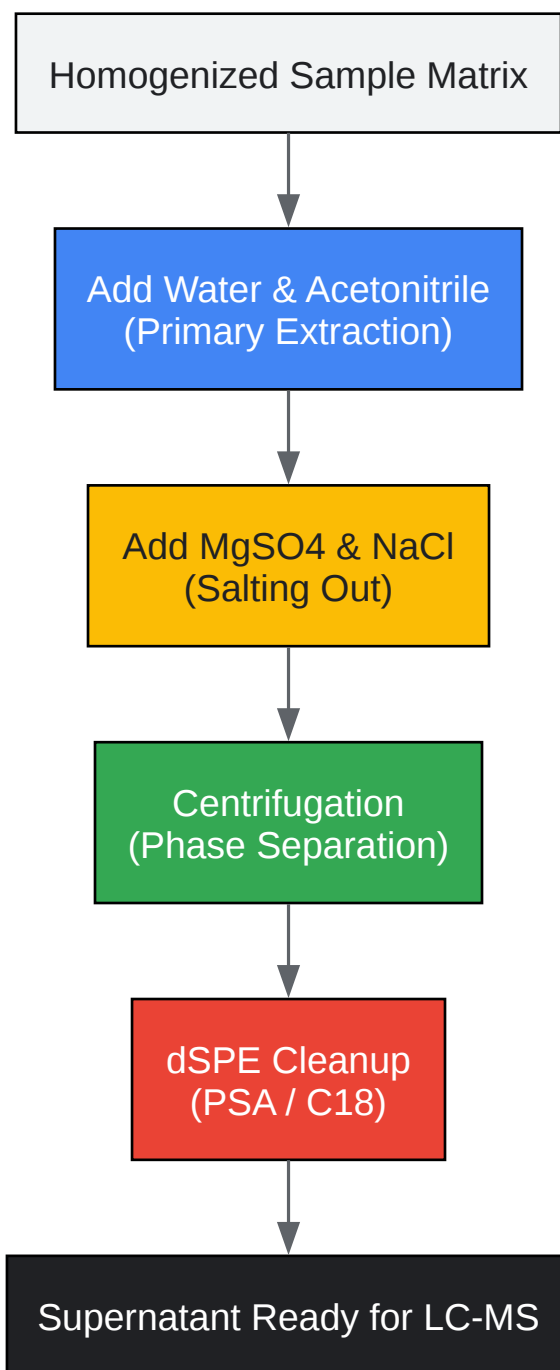 Homogenized Sample Matrix
Add Water & Acetonitrile
(Primary Extraction)
Add MgSO4 & NaCl
(Salting Out)
Centrifugation
(Phase Separation)
dSPE Cleanup
(PSA / C18)
Supernatant Ready for LC-MS